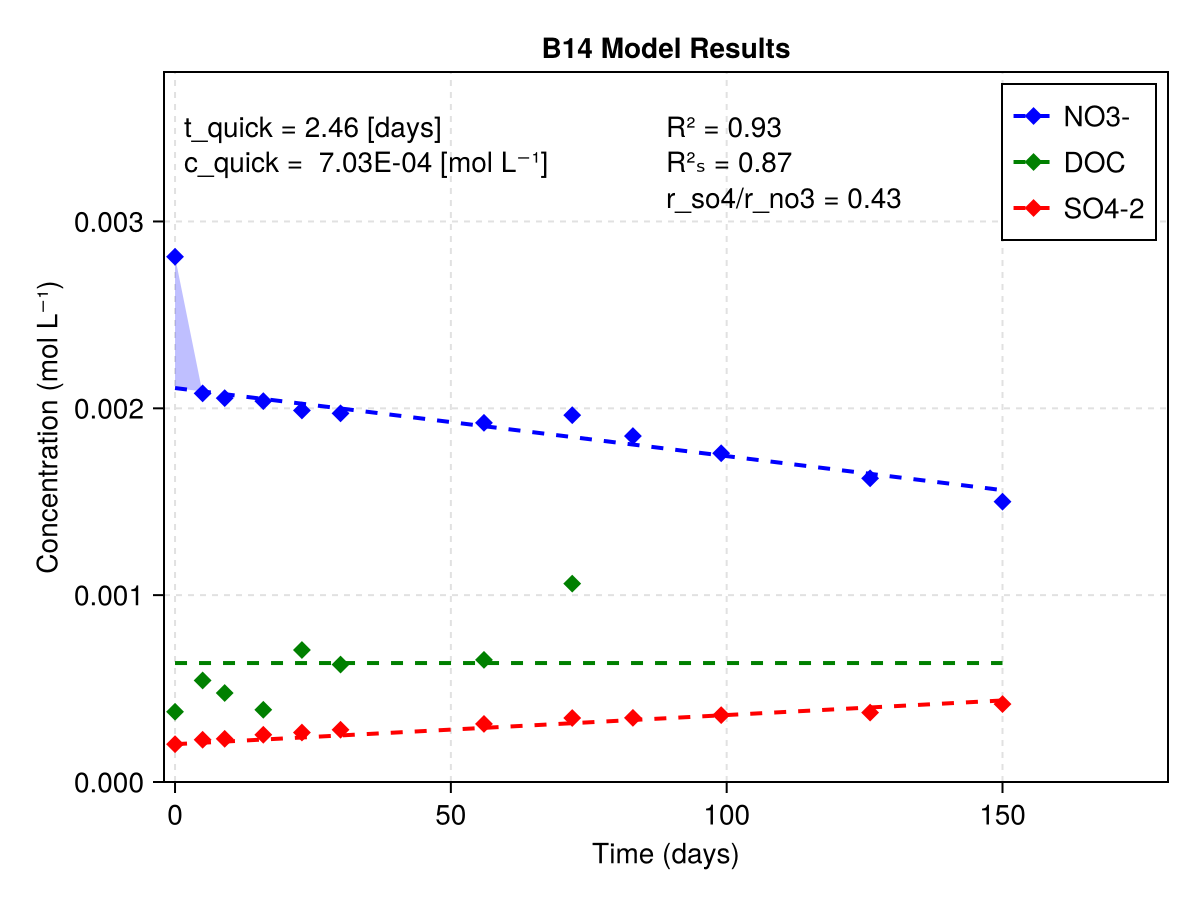 B14 Model Results
t_quick = 2.46 [days]
c_quick =  7.03E-04 [mol L⁻¹]
R² = 0.93
R²ₛ = 0.87
r_so4/r_no3 = 0.43
NO3-
DOC
SO4-2
Concentration (mol L⁻¹)
0.003
0.002
0.001
0.000
0
50
100
150
Time (days)